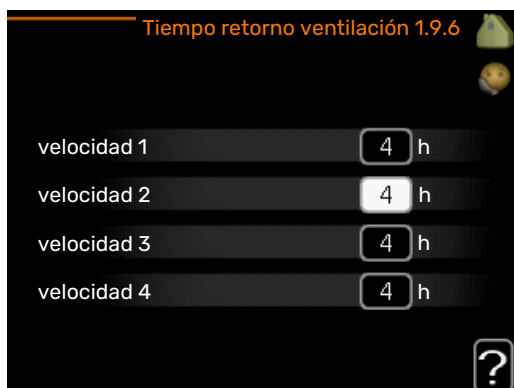 Tiempo retorno ventilación 1.9.6
velocidad 1 4 h
velocidad 2 4 h
velocidad 3 4 h
velocidad 4 4 h
?